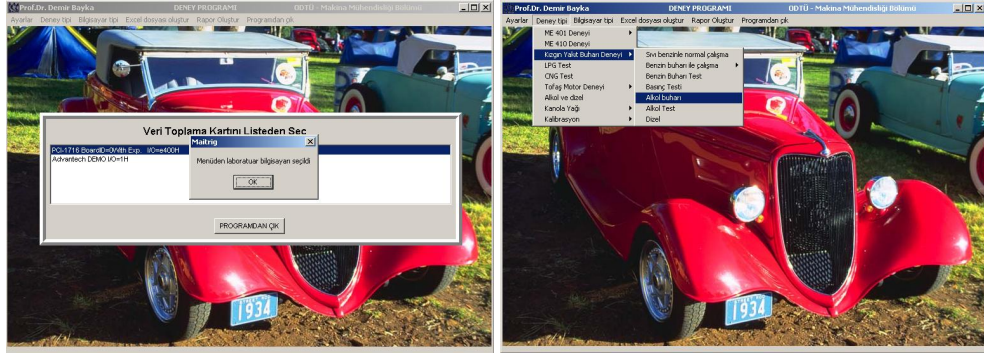 Prof.Dr. Demir Bayka DENEY PROGRAMI ODTÜ - Makina Mühendisliği Bölümü
Ayarlar Deney tipi Bilgisayar tipi Excel dosyası oluştur Rapor Oluştur Programdan çık
Veri Toplama Kartını Listeden Seç
PCI-1716 BoardID=0With Exp. I/O=e400H
Advantech DEMO I/O=1H
Maitrig
Menüden laboratuar bilgisayarı seçildi
OK
PROGRAMDAN ÇIK
1934
Prof.Dr. Demir Bayka DENEY PROGRAMI ODTÜ - Makina Mühendisliği Bölümü
Ayarlar Deney tipi Bilgisayar tipi Excel dosyası oluştur Rapor Oluştur Programdan çık
ME 401 Deneyi
ME 410 Deneyi
Kızgın Yakıt Buharı Deneyi
LPG Test
CNG Test
Tofaş Motor Deneyi
Alkol ve dizel
Kanola Yağı
Kalibrasyon
Sıvı benzinle normal çalışma
Benzin buharı ile çalışma
Benzin Buharı Test
Basınç Testi
Alkol buharı
Alkol Test
Dizel
1934